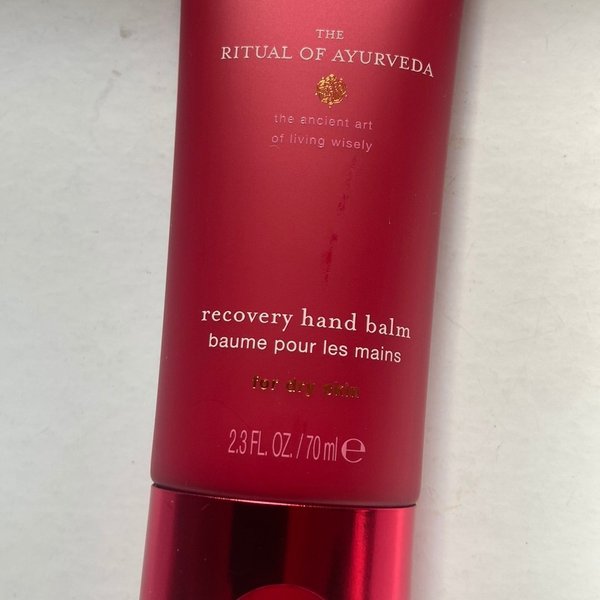 THE
RITUAL OF AYURVEDA
the ancient art
of living wisely
recovery hand balm
baume pour les mains
for dry skin
2.3 FL. OZ. / 70 ml ℮